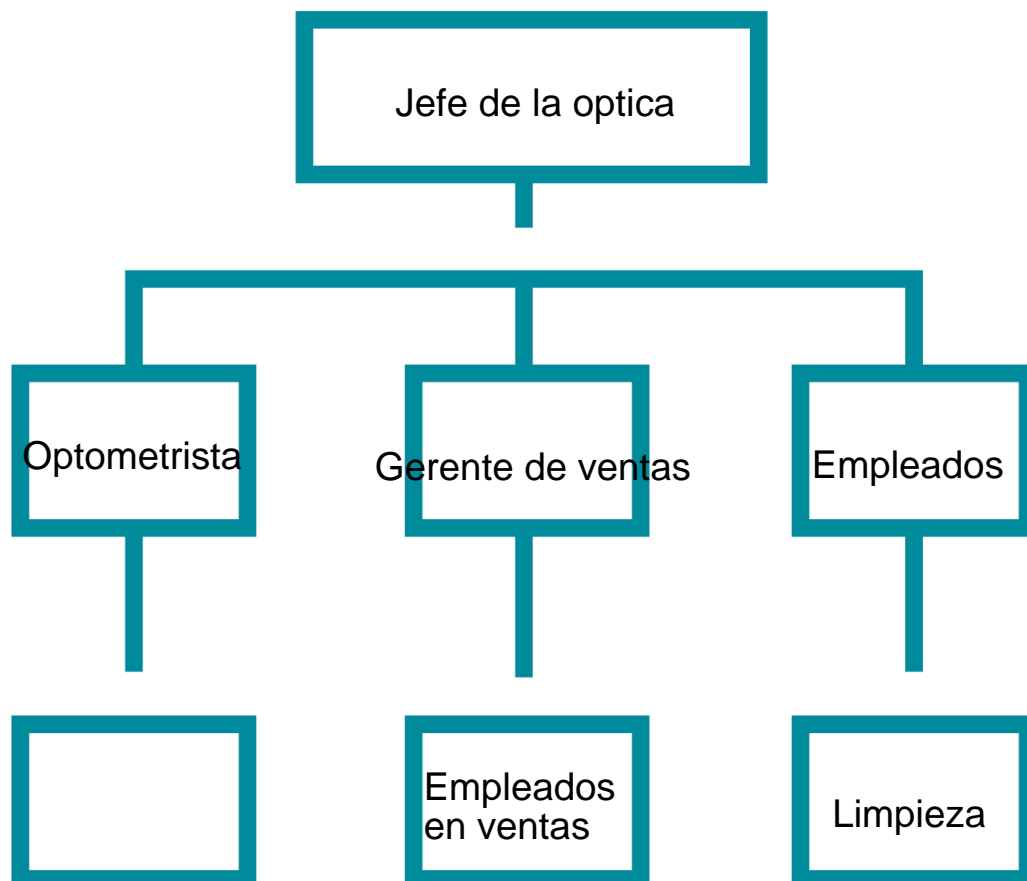 Jefe de la optica
Optometrista
Gerente de ventas
Empleados
Empleados
en ventas
Limpieza